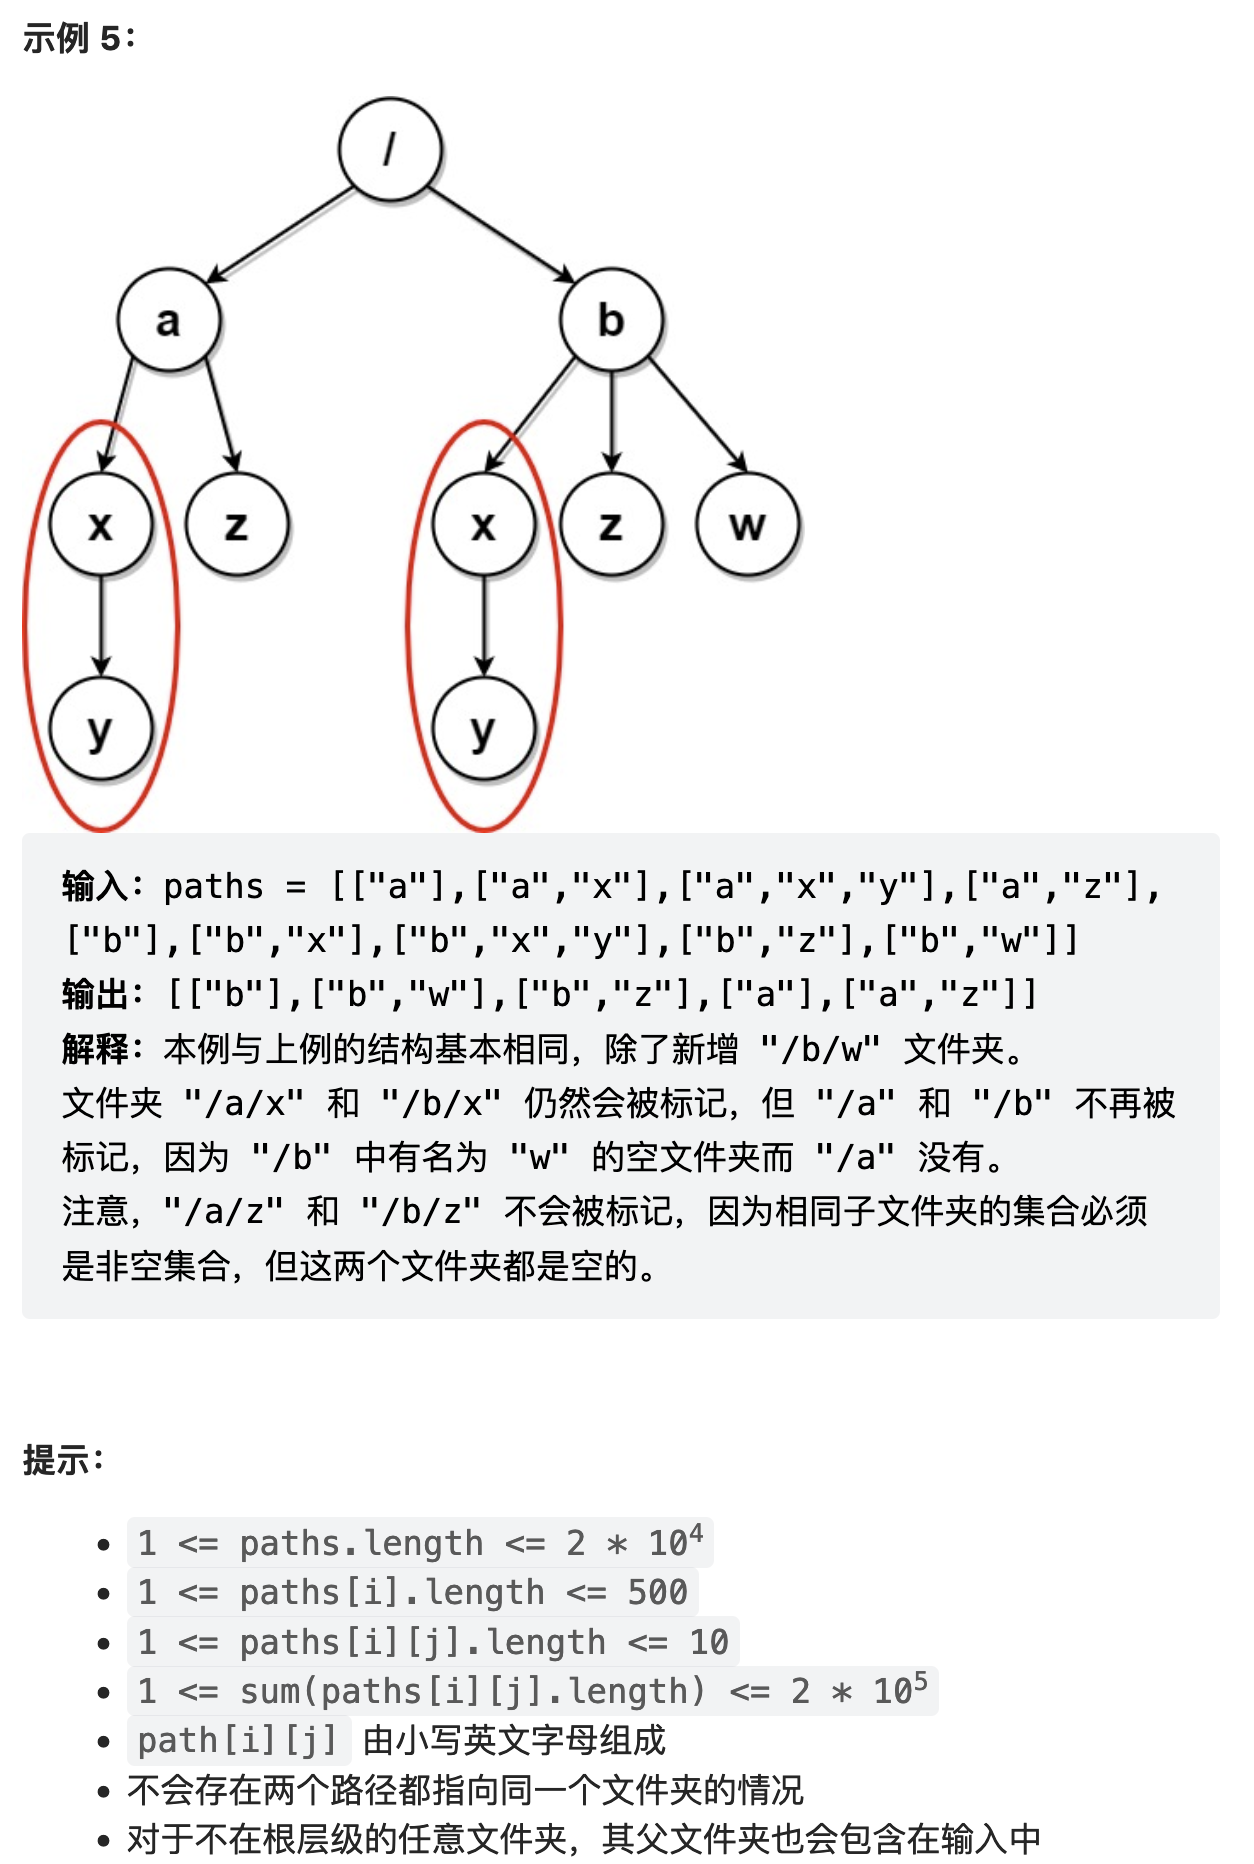 示例 5：
/
a b
x z x z w
y y
输入：paths = [["a"],["a","x"],["a","x","y"],["a","z"],
["b"],["b","x"],["b","x","y"],["b","z"],["b","w"]]
输出：[["b"],["b","w"],["b","z"],["a"],["a","z"]]
解释：本例与上例的结构基本相同，除了新增 "/b/w" 文件夹。
文件夹 "/a/x" 和 "/b/x" 仍然会被标记，但 "/a" 和 "/b" 不再被
标记，因为 "/b" 中有名为 "w" 的空文件夹而 "/a" 没有。
注意，"/a/z" 和 "/b/z" 不会被标记，因为相同子文件夹的集合必须
是非空集合，但这两个文件夹都是空的。
提示：
• 1 <= paths.length <= 2 * 10⁴
• 1 <= paths[i].length <= 500
• 1 <= paths[i][j].length <= 10
• 1 <= sum(paths[i][j].length) <= 2 * 10⁵
• path[i][j] 由小写英文字母组成
• 不会存在两个路径都指向同一个文件夹的情况
• 对于不在根层级的任意文件夹，其父文件夹也会包含在输入中